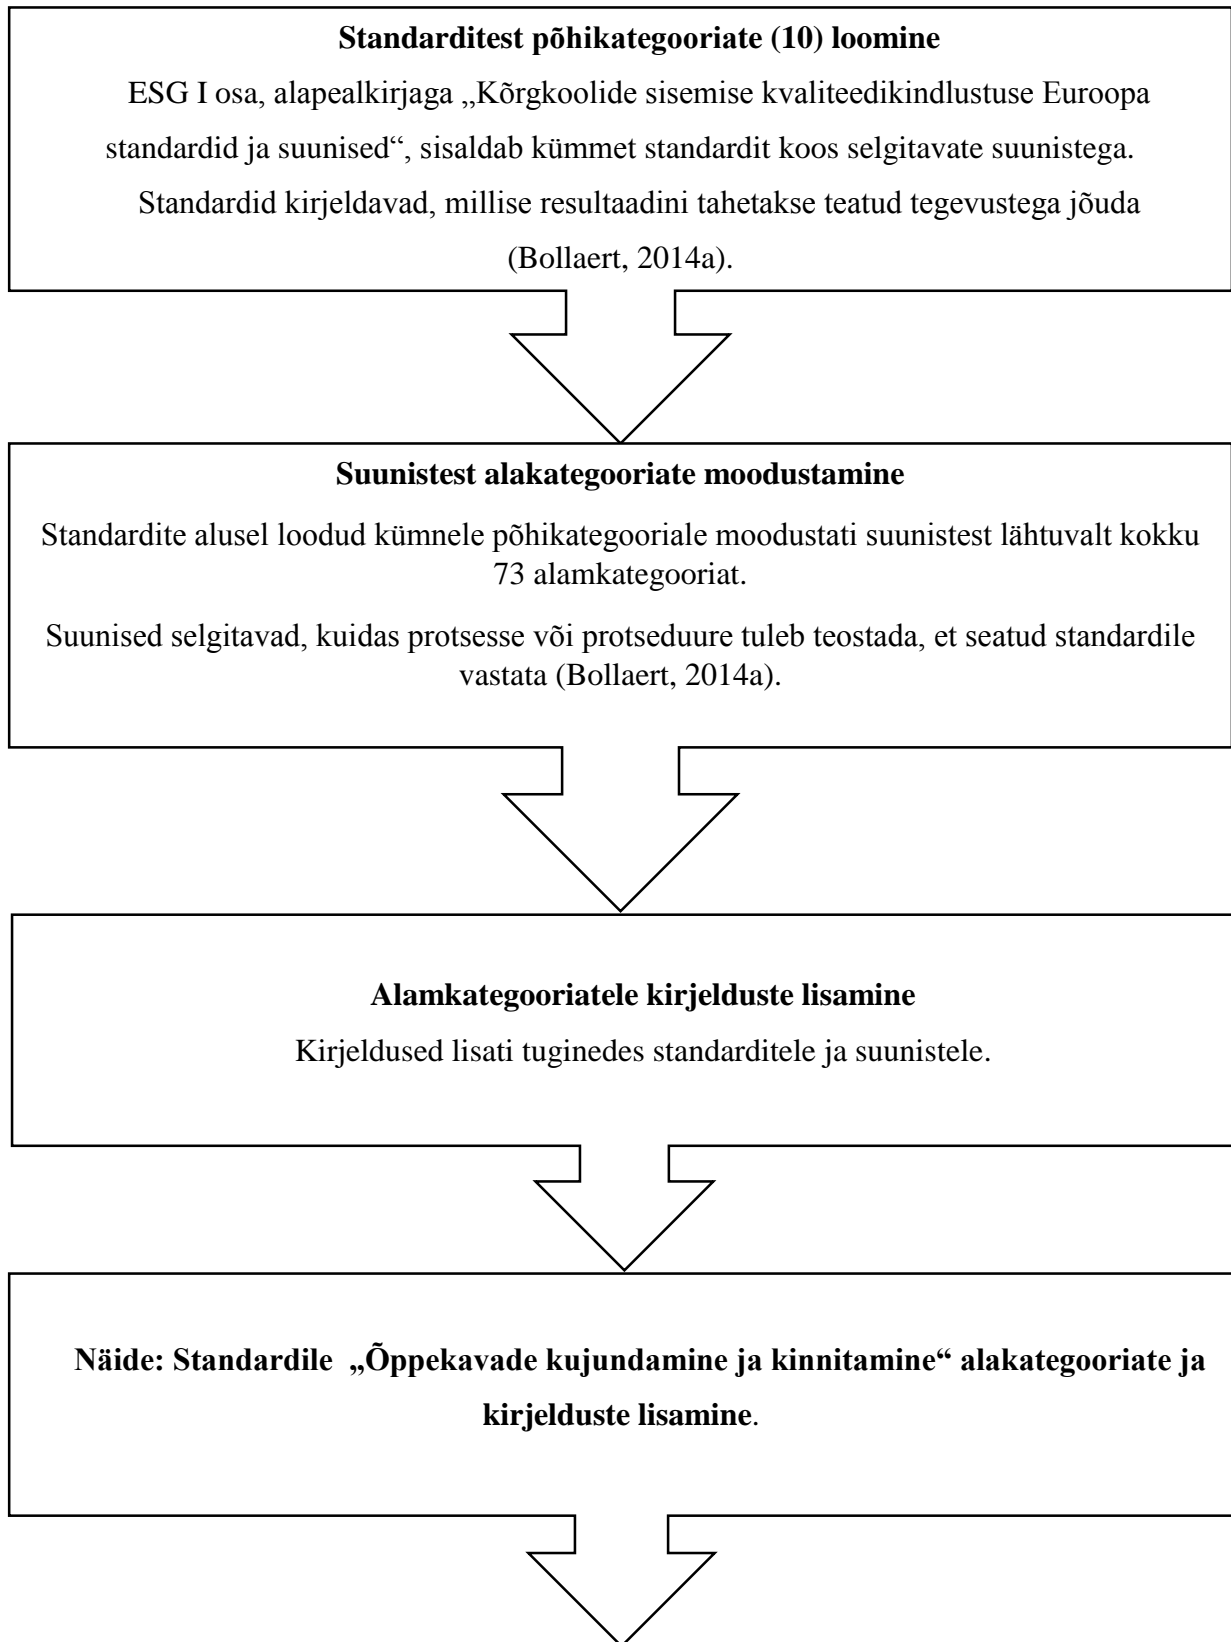 Standarditest põhikategooriate (10) loomine
ESG I osa, alapealkirjaga „Kõrgkoolide sisemise kvaliteedikindlustuse Euroopa
standardid ja suunised“, sisaldab kümmet standardit koos selgitavate suunistega.
Standardid kirjeldavad, millise resultaadini tahetakse teatud tegevustega jõuda
(Bollaert, 2014a).
Suunistest alakategooriate moodustamine
Standardite alusel loodud kümnele põhikategooriale moodustati suunistest lähtuvalt kokku
73 alamkategooriat.
Suunised selgitavad, kuidas protsesse või protseduure tuleb teostada, et seatud standardile
vastata (Bollaert, 2014a).
Alamkategooriatele kirjelduste lisamine
Kirjeldused lisati tuginedes standarditele ja suunistele.
Näide: Standardile „Õppekavade kujundamine ja kinnitamine“ alakategooriate ja
kirjelduste lisamine.